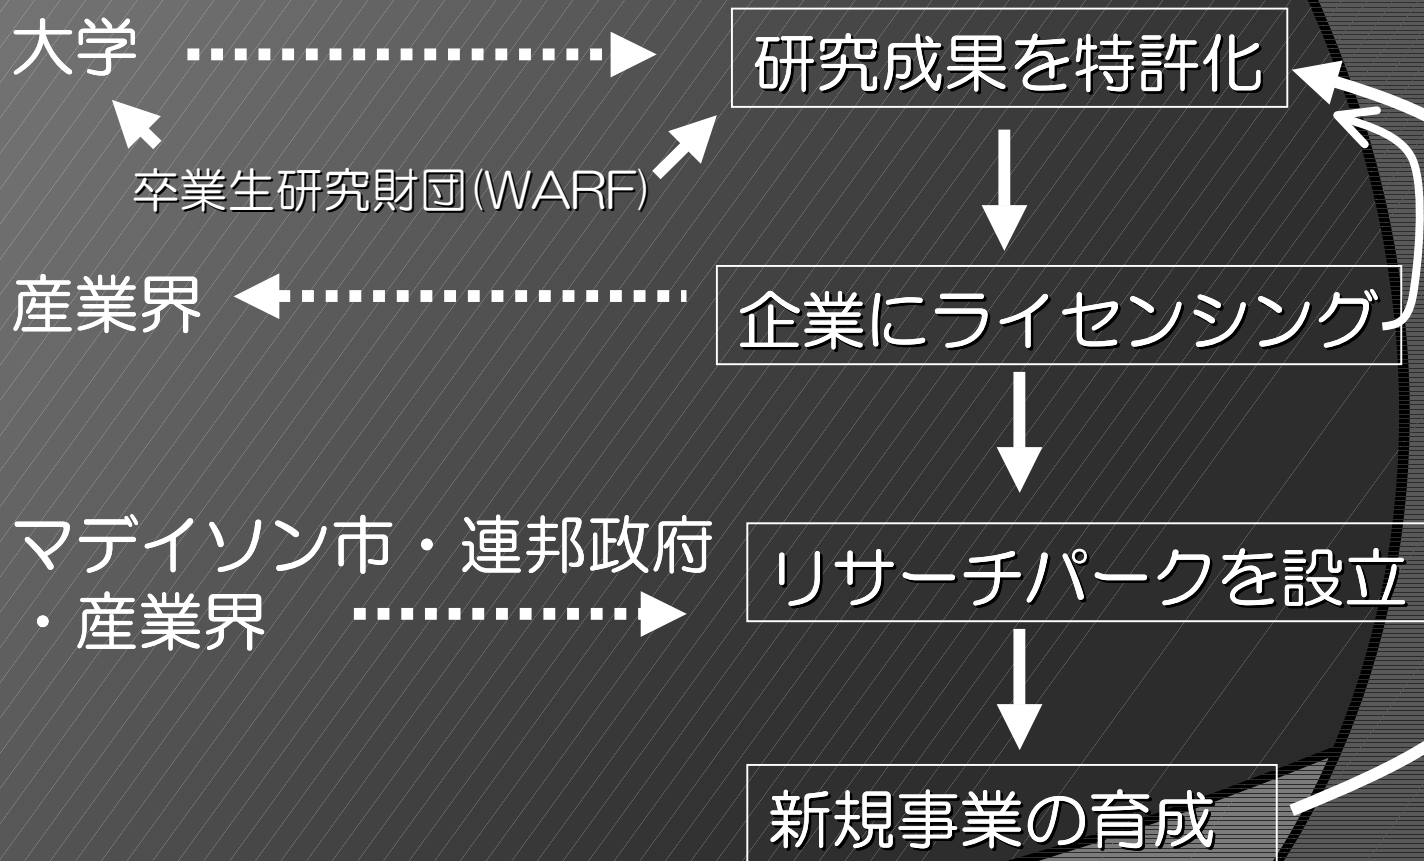 大学
研究成果を特許化
卒業生研究財団(WARF)
産業界
企業にライセンシング
マデイソン市・連邦政府
・産業界
リサーチパークを設立
新規事業の育成